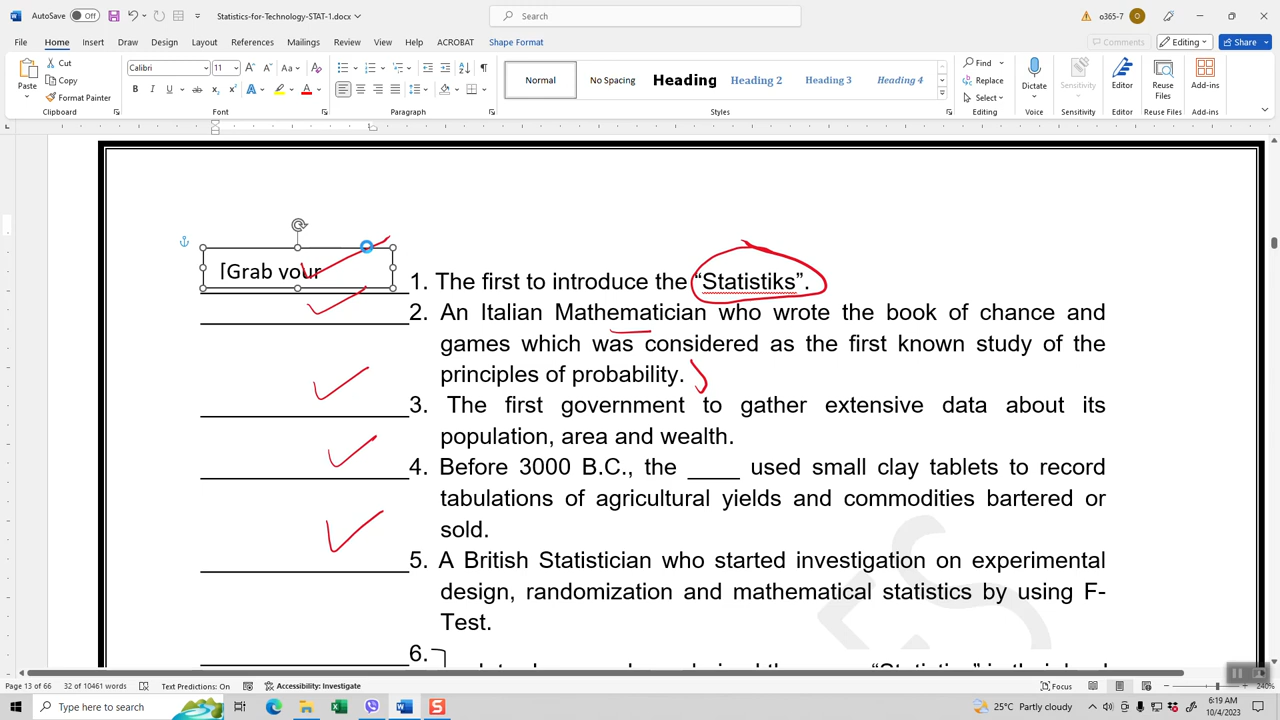 AutoSave Off Statistics-for-Technology-STAT-1.docx Search o365-7
File Home Insert Draw Design Layout References Mailings Review View Help ACROBAT Shape Format Comments Editing Share
Paste Cut Copy Format Painter
Calibri 11
Normal No Spacing Heading Heading 2 Heading 3 Heading 4
Find Replace Select Dictate Sensitivity Editor Reuse Files Add-ins
Clipboard Font Paragraph Styles Editing Voice Sensitivity Editor Reuse Files Add-ins
[Grab your
1. The first to introduce the “Statistiks”.
2. An Italian Mathematician who wrote the book of chance and
games which was considered as the first known study of the
principles of probability.
3. The first government to gather extensive data about its
population, area and wealth.
4. Before 3000 B.C., the ____ used small clay tablets to record
tabulations of agricultural yields and commodities bartered or
sold.
5. A British Statistician who started investigation on experimental
design, randomization and mathematical statistics by using F-
Test.
6.
Page 13 of 66 32 of 10461 words Text Predictions: On Accessibility: Investigate Focus 240%
Type here to search 25°C Partly cloudy 6:19 AM
10/4/2023